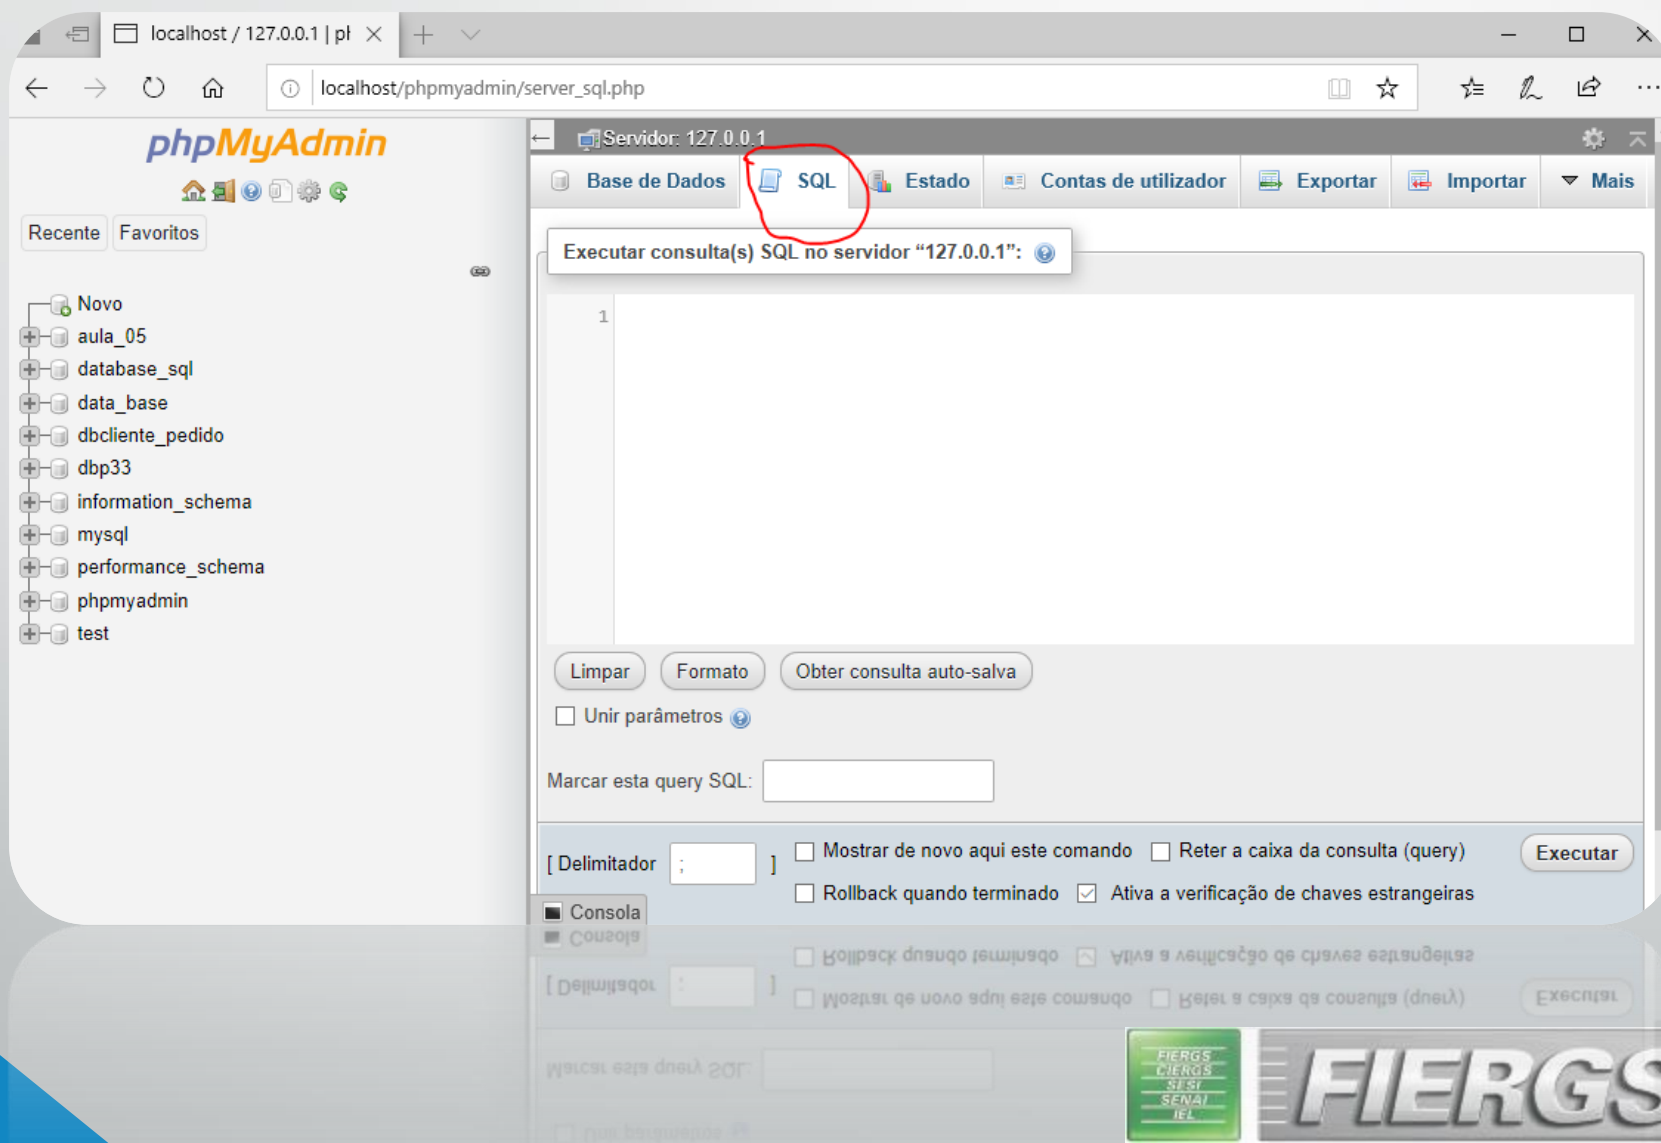 localhost / 127.0.0.1 | pl
localhost/phpmyadmin/server_sql.php
phpMyAdmin
Recente Favoritos
Novo
aula_05
database_sql
data_base
dbcliente_pedido
dbp33
information_schema
mysql
performance_schema
phpmyadmin
test
Servidor: 127.0.0.1
Base de Dados SQL Estado Contas de utilizador Exportar Importar Mais
Executar consulta(s) SQL no servidor “127.0.0.1”:
1
Limpar Formato Obter consulta auto-salva
Unir parâmetros
Marcar esta query SQL:
[ Delimitador ; ] Mostrar de novo aqui este comando Reter a caixa da consulta (query) Executar
Rollback quando terminado Ativa a verificação de chaves estrangeiras
Consola
FIERGS
CIERGS
SESI
SENAI
IEL
FIERGS